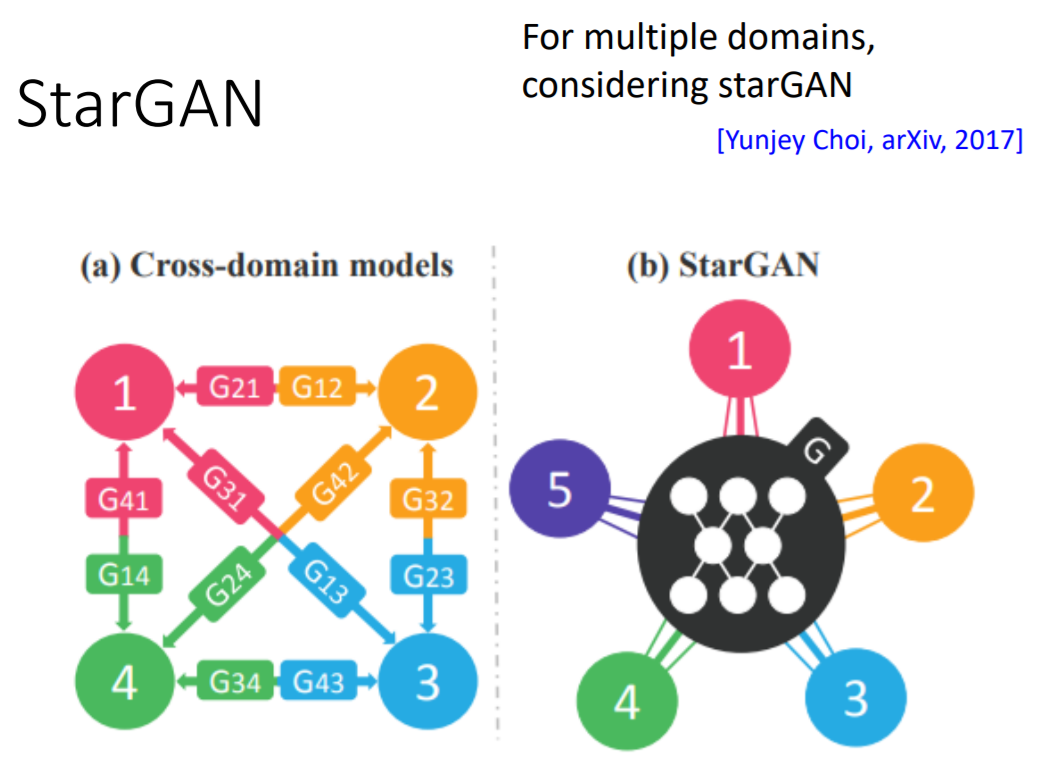 StarGAN
For multiple domains,
considering starGAN
[Yunjey Choi, arXiv, 2017]
(a) Cross-domain models
1
G21
G12
2
G41
G31
G42
G32
G14
G24
G13
G23
4
G34
G43
3
(b) StarGAN
1
G
5
2
4
3